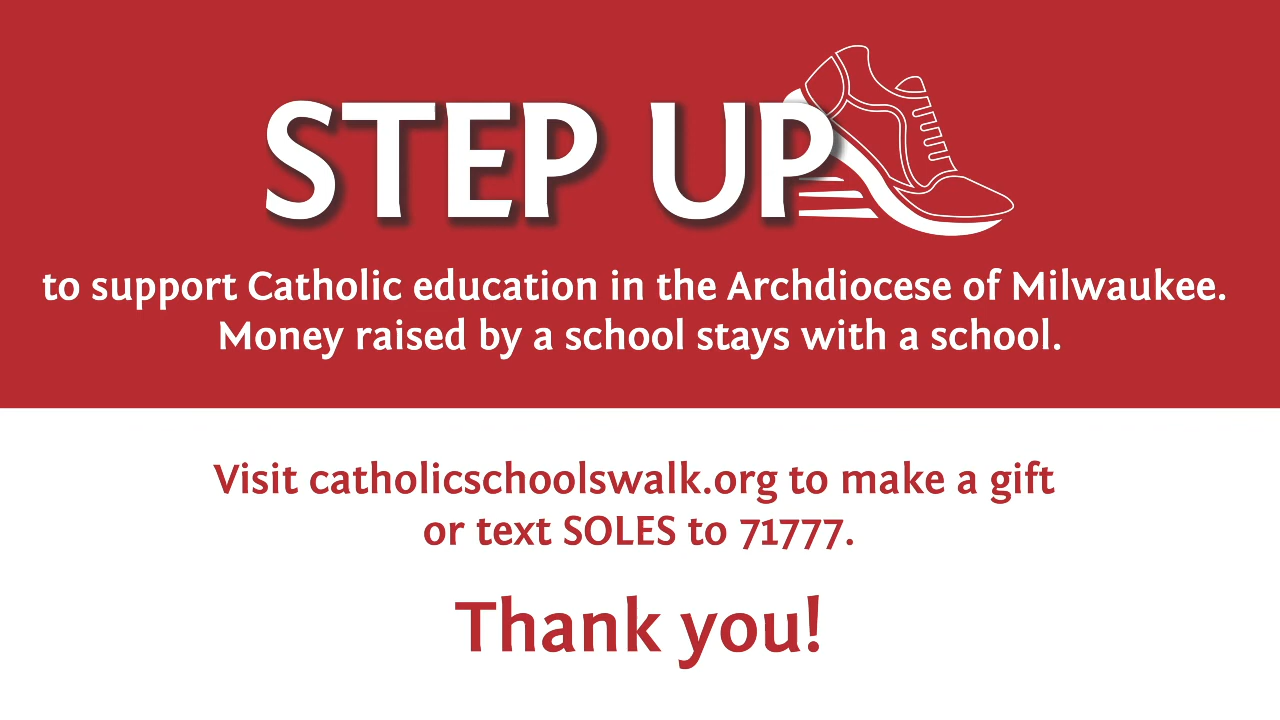 STEP UP
to support Catholic education in the Archdiocese of Milwaukee.
Money raised by a school stays with a school.
Visit catholicschoolswalk.org to make a gift
or text SOLES to 71777.
Thank you!